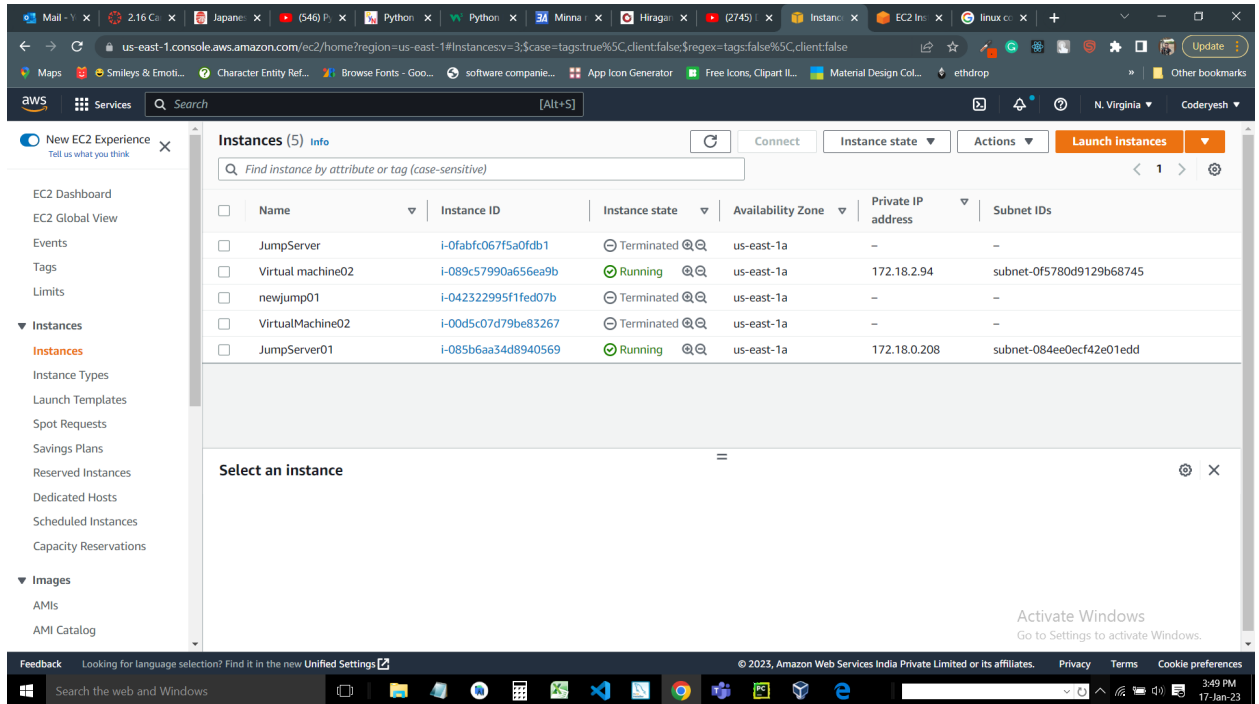 Mail - Y
2.16 Ca
Japanes
(546) Py
Python
Python
Minna
Hiragan
(2745)
Instanc
EC2 Ins
linux co
us-east-1.console.aws.amazon.com/ec2/home?region=us-east-1#Instances:v=3;$case=tags:true%5C,client:false;$regex=tags:false%5C,client:false
Update
Maps
Smileys & Emoti...
Character Entity Ref...
Browse Fonts - Goo...
software companie...
App Icon Generator
Free Icons, Clipart Il...
Material Design Col...
ethdrop
»
Other bookmarks
aws
Services
Search
[Alt+S]
N. Virginia
Coderyesh
New EC2 Experience
Tell us what you think
EC2 Dashboard
EC2 Global View
Events
Tags
Limits
Instances
Instances
Instance Types
Launch Templates
Spot Requests
Savings Plans
Reserved Instances
Dedicated Hosts
Scheduled Instances
Capacity Reservations
Images
AMIs
AMI Catalog
Instances (5) Info
Connect
Instance state
Actions
Launch instances
Find instance by attribute or tag (case-sensitive)
1
Name Instance ID Instance state Availability Zone Private IP address Subnet IDs
JumpServer i-0fabfc067f5a0fdb1 Terminated us-east-1a – –
Virtual machine02 i-089c57990a656ea9b Running us-east-1a 172.18.2.94 subnet-0f5780d9129b68745
newjump01 i-042322995f1fed07b Terminated us-east-1a – –
VirtualMachine02 i-00d5c07d79be83267 Terminated us-east-1a – –
JumpServer01 i-085b6aa34d8940569 Running us-east-1a 172.18.0.208 subnet-084ee0ecf42e01edd
Select an instance
Activate Windows
Go to Settings to activate Windows.
Feedback
Looking for language selection? Find it in the new Unified Settings
© 2023, Amazon Web Services India Private Limited or its affiliates.
Privacy
Terms
Cookie preferences
Search the web and Windows
3:49 PM
17-Jan-23